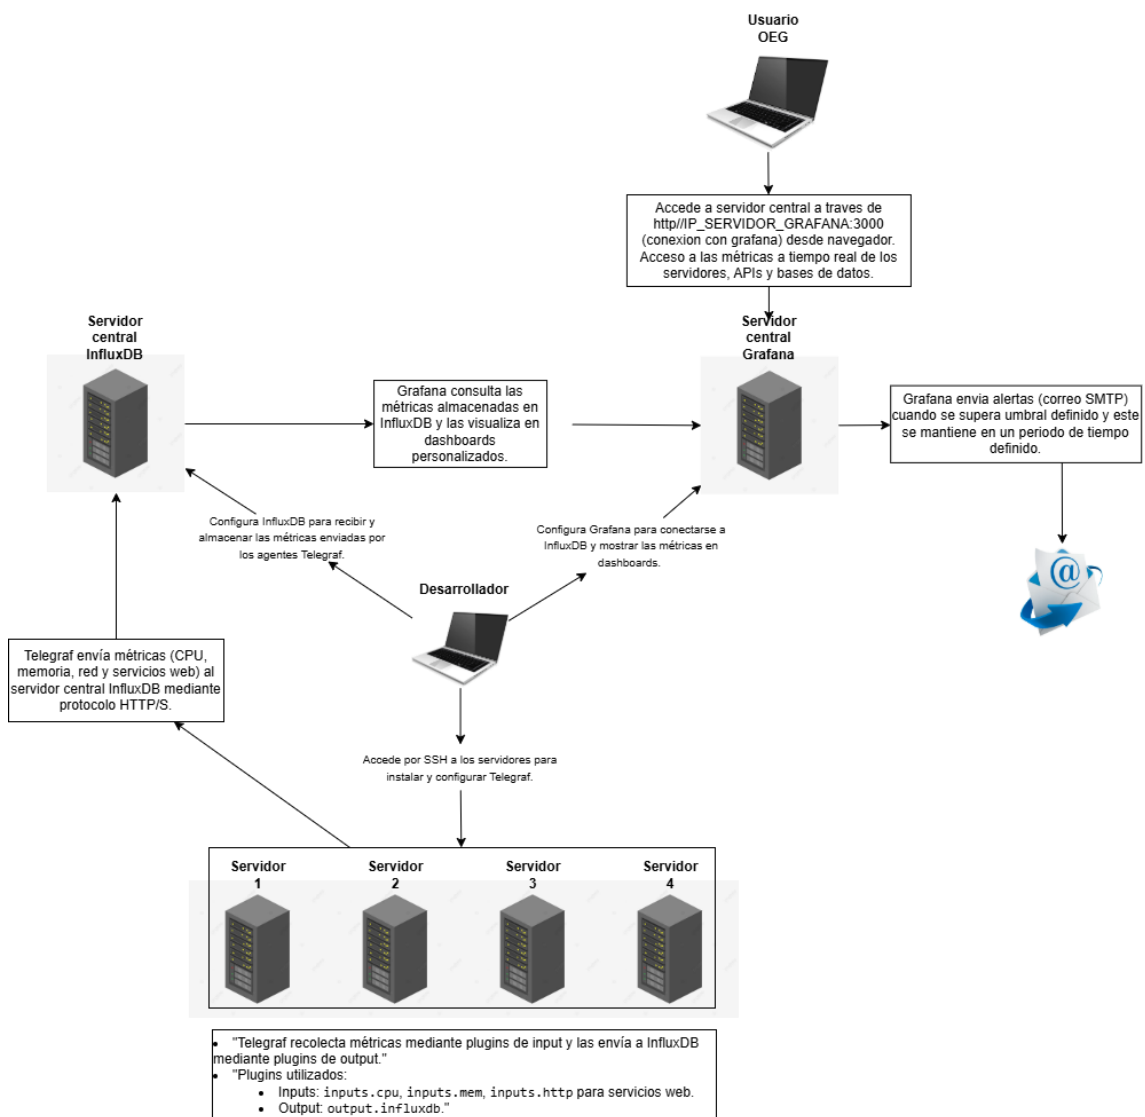 Usuario
OEG
Accede a servidor central a traves de
http//IP_SERVIDOR_GRAFANA:3000
(conexion con grafana) desde navegador.
Acceso a las métricas a tiempo real de los
servidores, APIs y bases de datos.
Servidor
central
InfluxDB
Servidor
central
Grafana
Grafana consulta las
métricas almacenadas en
InfluxDB y las visualiza en
dashboards
personalizados.
Grafana envia alertas (correo SMTP)
cuando se supera umbral definido y este
se mantiene en un periodo de tiempo
definido.
Configura InfluxDB para recibir y
almacenar las métricas enviadas por
los agentes Telegraf.
Configura Grafana para conectarse a
InfluxDB y mostrar las métricas en
dashboards.
Desarrollador
Telegraf envía métricas (CPU,
memoria, red y servicios web) al
servidor central InfluxDB mediante
protocolo HTTP/S.
Accede por SSH a los servidores para
instalar y configurar Telegraf.
Servidor
1
Servidor
2
Servidor
3
Servidor
4
• "Telegraf recolecta métricas mediante plugins de input y las envía a InfluxDB
mediante plugins de output."
• "Plugins utilizados:
• Inputs: inputs.cpu, inputs.mem, inputs.http para servicios web.
• Output: output.influxdb."